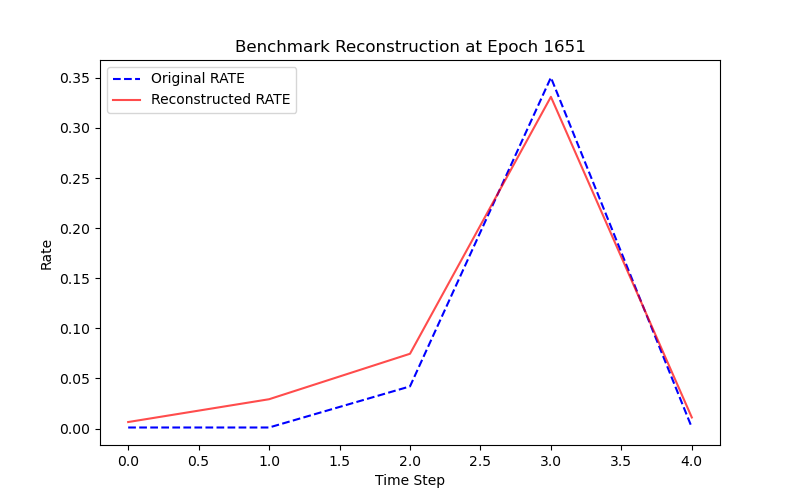 Benchmark Reconstruction at Epoch 1651
Original RATE
Reconstructed RATE
0.35
0.30
0.25
0.20
0.15
0.10
0.05
0.00
Rate
0.0 0.5 1.0 1.5 2.0 2.5 3.0 3.5 4.0
Time Step